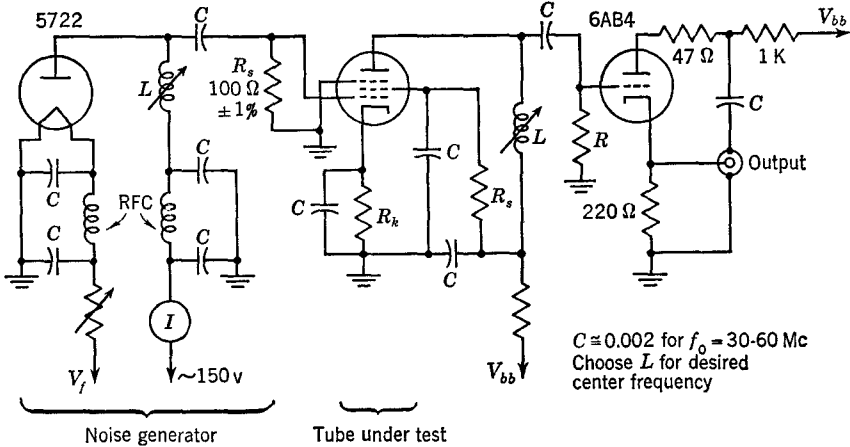 5722
C
L
R_s
100 Ω
± 1%
C
RFC
C
C
C
I
V_f
~150 v
Noise generator
C
R_k
C
R_s
C
L
V_bb
Tube under test
C
R
6AB4
47 Ω
1 K
V_bb
C
Output
220 Ω
C ≅ 0.002 for f_o = 30-60 Mc
Choose L for desired
center frequency